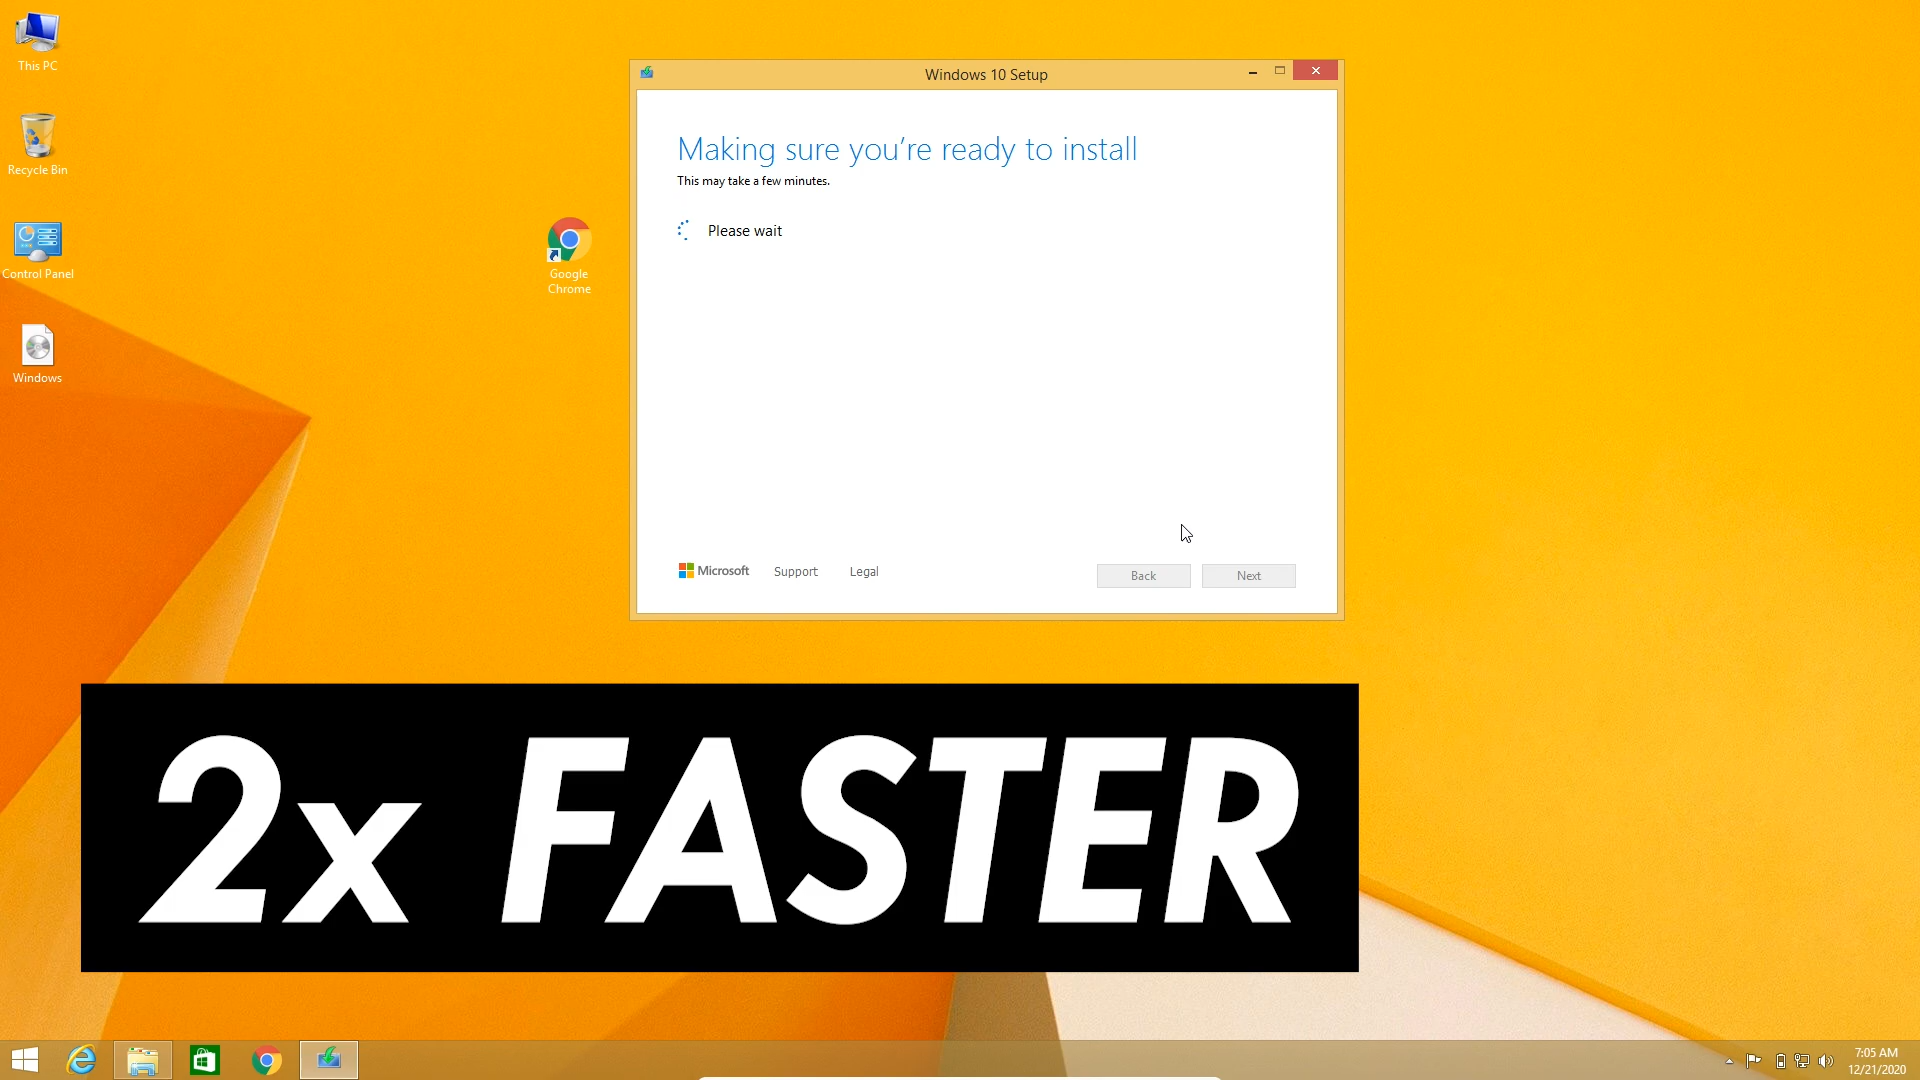 This PC
Recycle Bin
Control Panel
Windows
Google
Chrome
Windows 10 Setup
Making sure you’re ready to install
This may take a few minutes.
Please wait
Microsoft
Support
Legal
Back
Next
2x FASTER
7:05 AM
12/21/2020